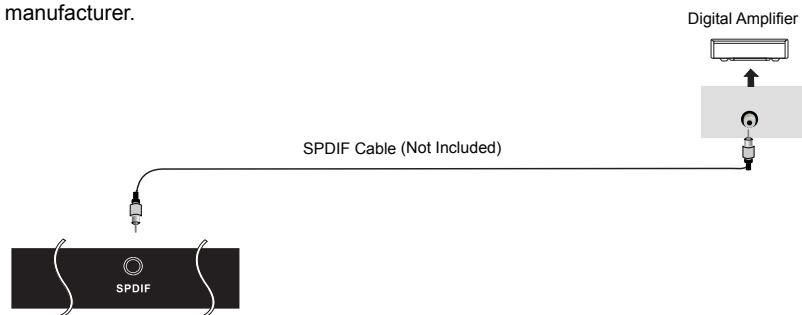 manufacturer.
Digital Amplifier
SPDIF Cable (Not Included)
SPDIF